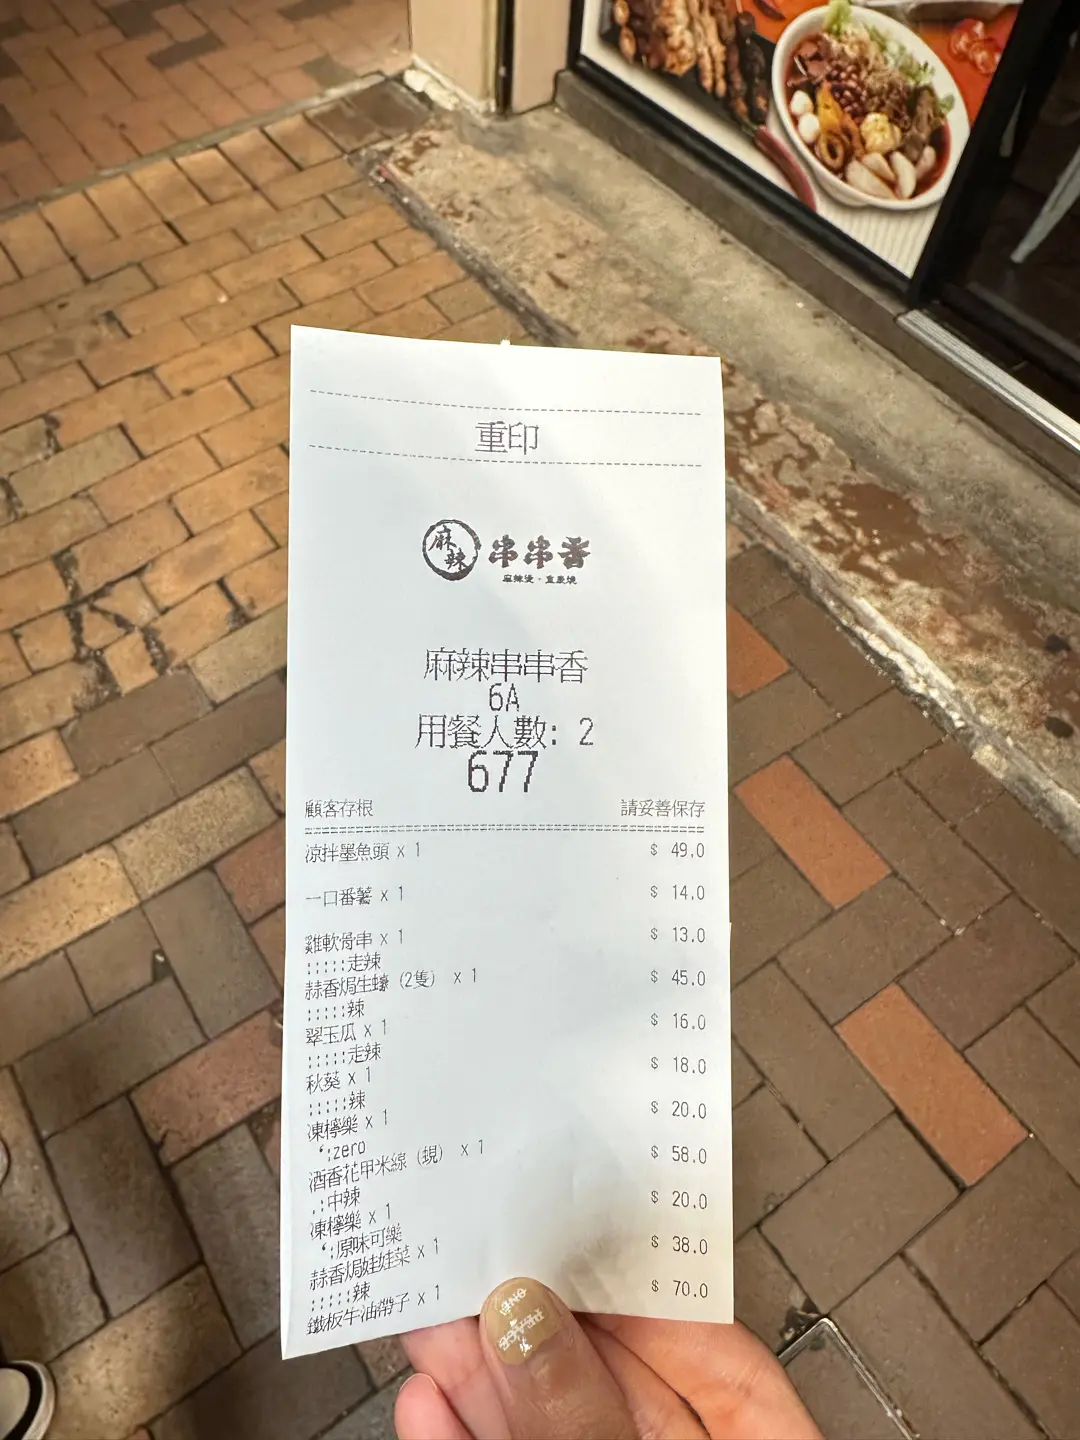 重印
麻辣 串串香
麻辣燙·直炭燒
麻辣串串香
6A
用餐人數: 2
677
顧客存根 請妥善保存
涼拌墨魚頭 x 1 $ 49.0
一口番薯 x 1 $ 14.0
雞軟骨串 x 1 $ 13.0
:::::走辣
蒜香焗生蠔 (2隻) x 1 $ 45.0
:::::辣
翠玉瓜 x 1 $ 16.0
:::::走辣
秋葵 x 1 $ 18.0
:::::辣
凍檸樂 x 1 $ 20.0
‘:zero
酒香花甲米線 (鋧) x 1 $ 58.0
.:中辣
凍檸樂 x 1 $ 20.0
‘:原味可樂
蒜香焗娃娃菜 x 1 $ 38.0
:::::辣
鐵板牛油帶子 x 1 $ 70.0
PEACE